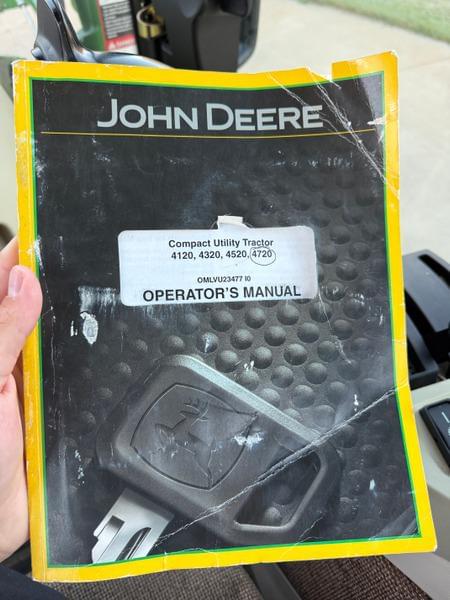 JOHN DEERE
Compact Utility Tractor
4120, 4320, 4520, 4720
OMLVU23477 I0
OPERATOR'S MANUAL